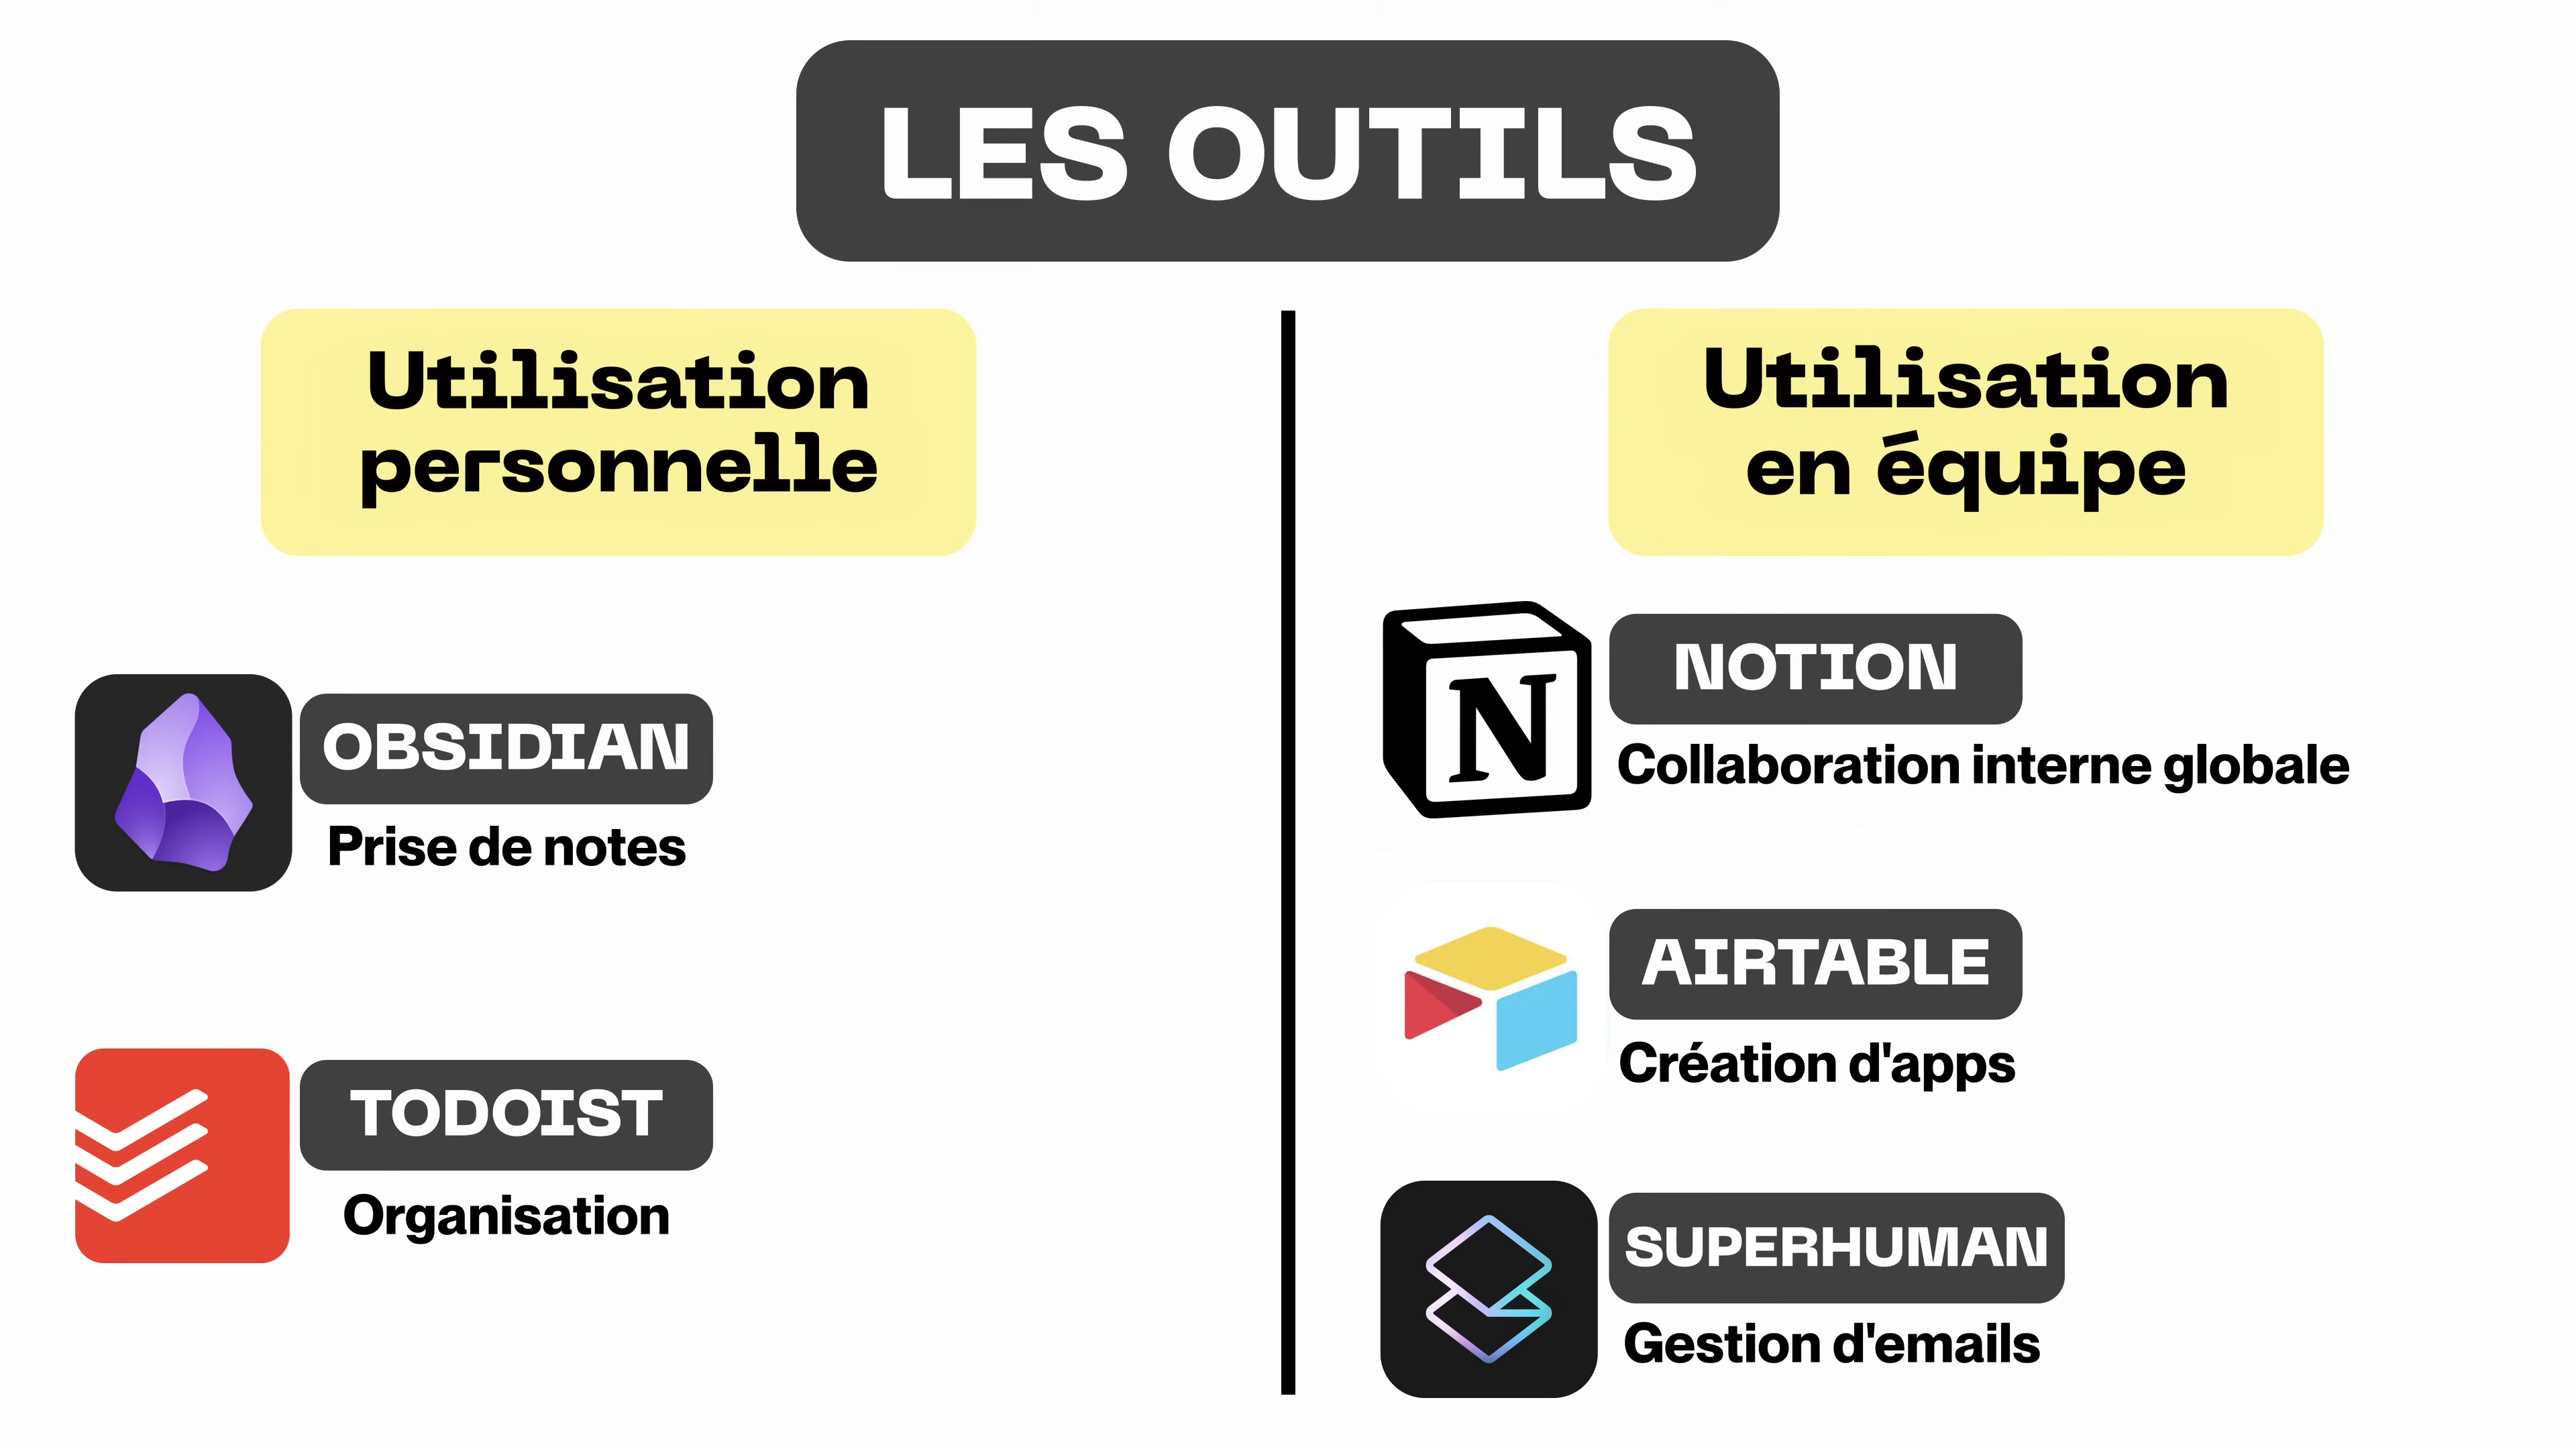 LES OUTILS
Utilisation
personnelle
OBSIDIAN
Prise de notes
TODOIST
Organisation
Utilisation
en équipe
N
NOTION
Collaboration interne globale
AIRTABLE
Création d'apps
SUPERHUMAN
Gestion d'emails